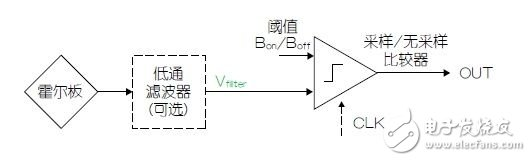 霍尔板
低通
滤波器
(可选)
Vfilter
阈值
Bon/Boff
采样/无采样
比较器
OUT
CLK
电子发烧友
www.elecfans.com